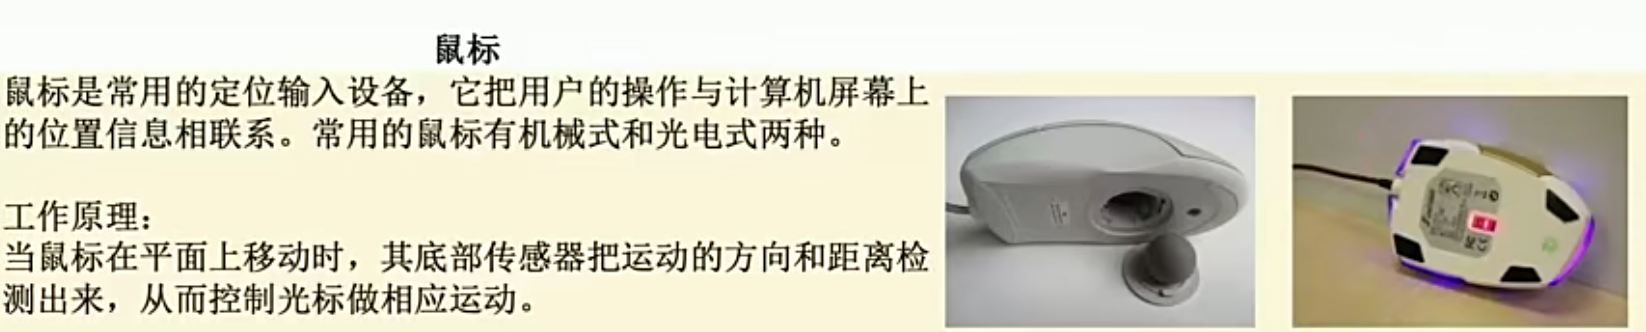 鼠标
鼠标是常用的定位输入设备，它把用户的操作与计算机屏幕上
的位置信息相联系。常用的鼠标有机械式和光电式两种。
工作原理：
当鼠标在平面上移动时，其底部传感器把运动的方向和距离检
测出来，从而控制光标做相应运动。